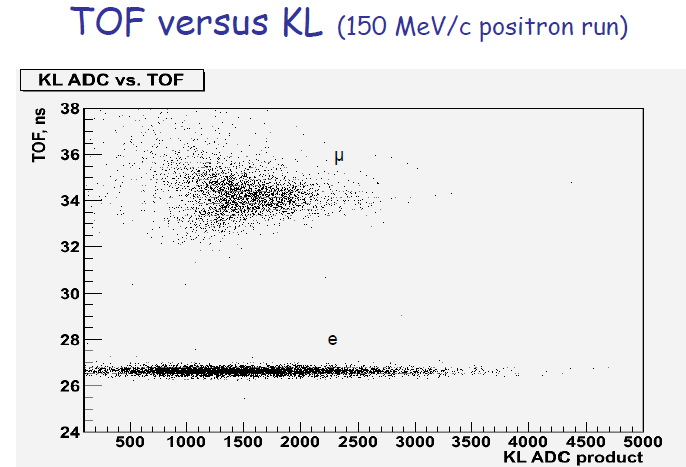 TOF versus KL (150 MeV/c positron run)
KL ADC vs. TOF
TOF, ns
38
36
34
32
30
28
26
24
μ
e
500 1000 1500 2000 2500 3000 3500 4000 4500 5000
KL ADC product